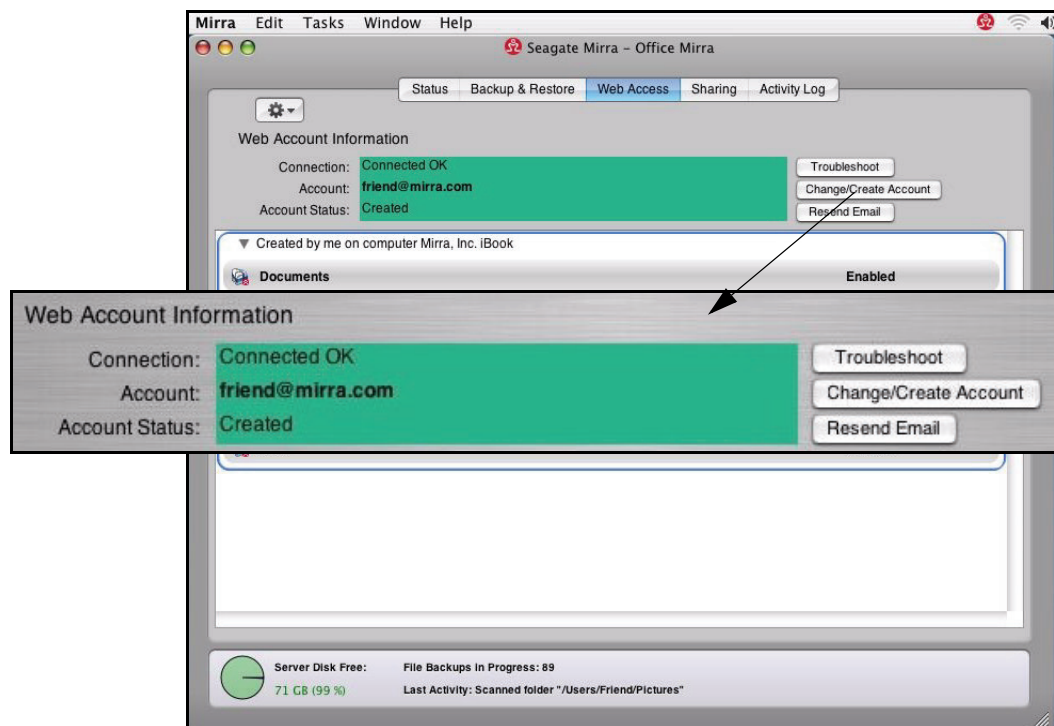 Mirra Edit Tasks Window Help
Seagate Mirra - Office Mirra
Status Backup & Restore Web Access Sharing Activity Log
Web Account Information
Connection: Connected OK Troubleshoot
Account: friend@mirra.com Change/Create Account
Account Status: Created Resend Email
Created by me on computer Mirra, Inc. iBook
Documents Enabled
Web Account Information
Connection: Connected OK Troubleshoot
Account: friend@mirra.com Change/Create Account
Account Status: Created Resend Email
Server Disk Free: File Backups In Progress: 89
71 GB (99 %) Last Activity: Scanned folder "/Users/Friend/Pictures"